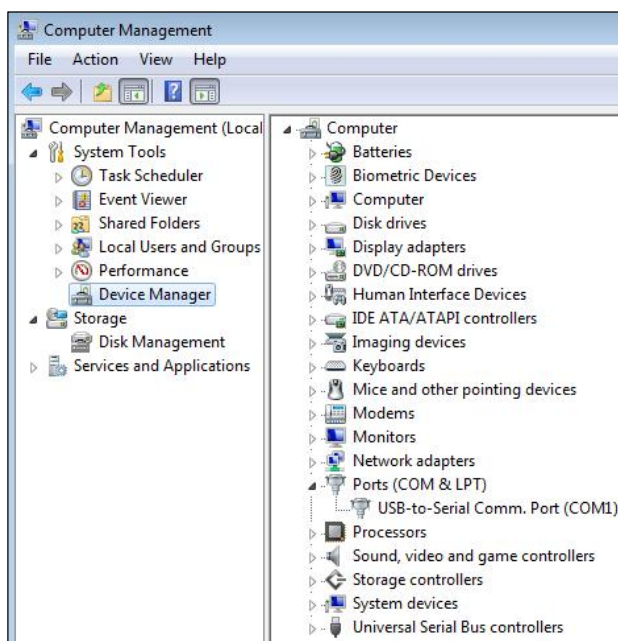 Computer Management
File Action View Help
Computer Management (Local
System Tools
Task Scheduler
Event Viewer
Shared Folders
Local Users and Groups
Performance
Device Manager
Storage
Disk Management
Services and Applications
Computer
Batteries
Biometric Devices
Computer
Disk drives
Display adapters
DVD/CD-ROM drives
Human Interface Devices
IDE ATA/ATAPI controllers
Imaging devices
Keyboards
Mice and other pointing devices
Modems
Monitors
Network adapters
Ports (COM & LPT)
USB-to-Serial Comm. Port (COM1)
Processors
Sound, video and game controllers
Storage controllers
System devices
Universal Serial Bus controllers